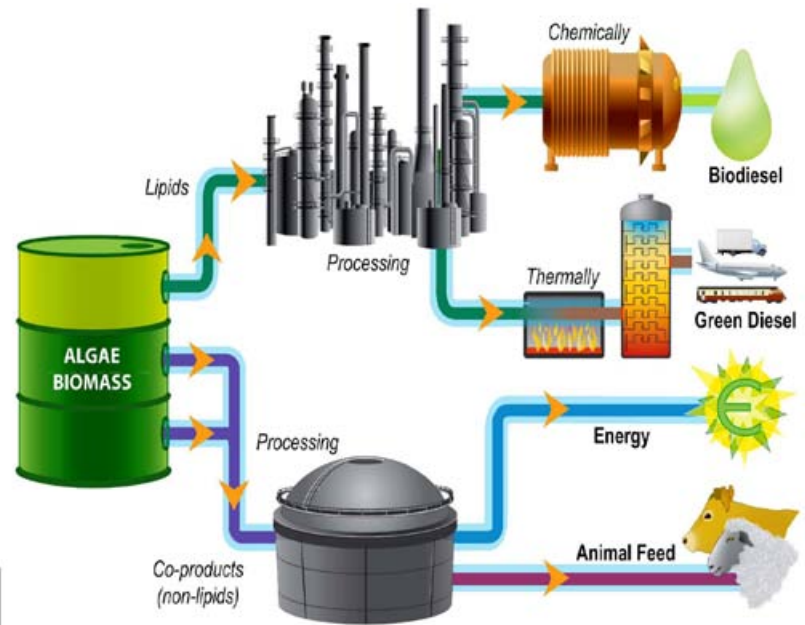 Chemically
Biodiesel
Lipids
Processing
Thermally
Green Diesel
ALGAE
BIOMASS
Processing
Energy
Є
Co-products
(non-lipids)
Animal Feed